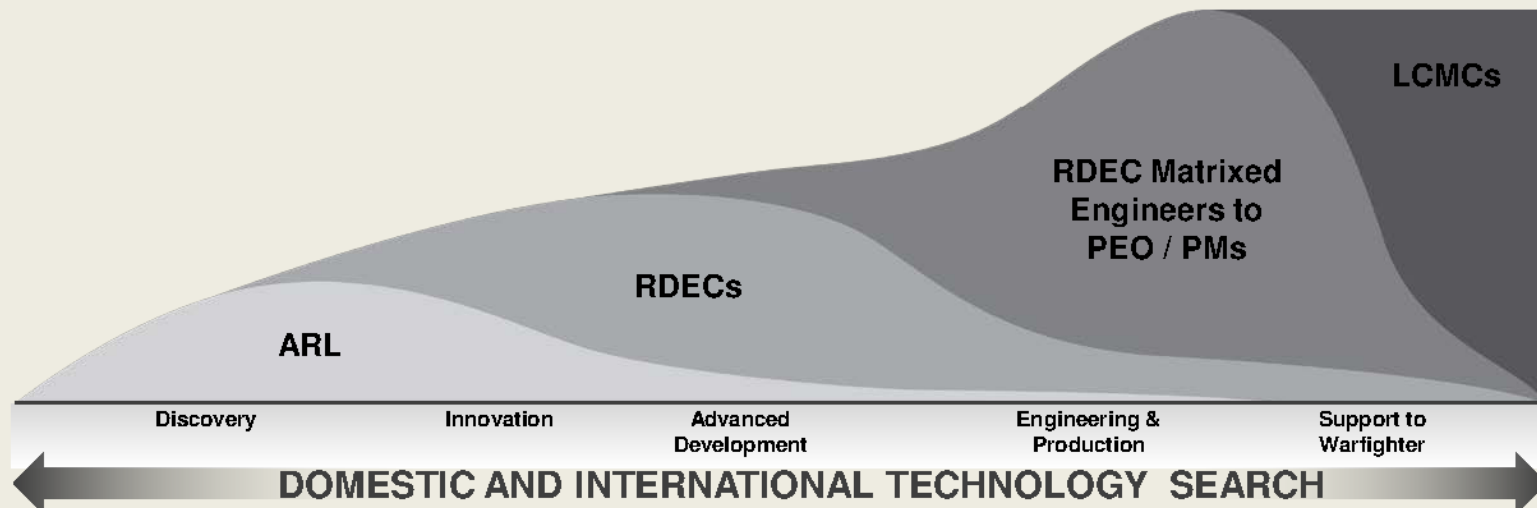 LCMCs
RDEC Matrixed
Engineers to
PEO / PMs
RDECs
ARL
Discovery
Innovation
Advanced
Development
Engineering &
Production
Support to
Warfighter
DOMESTIC AND INTERNATIONAL TECHNOLOGY SEARCH